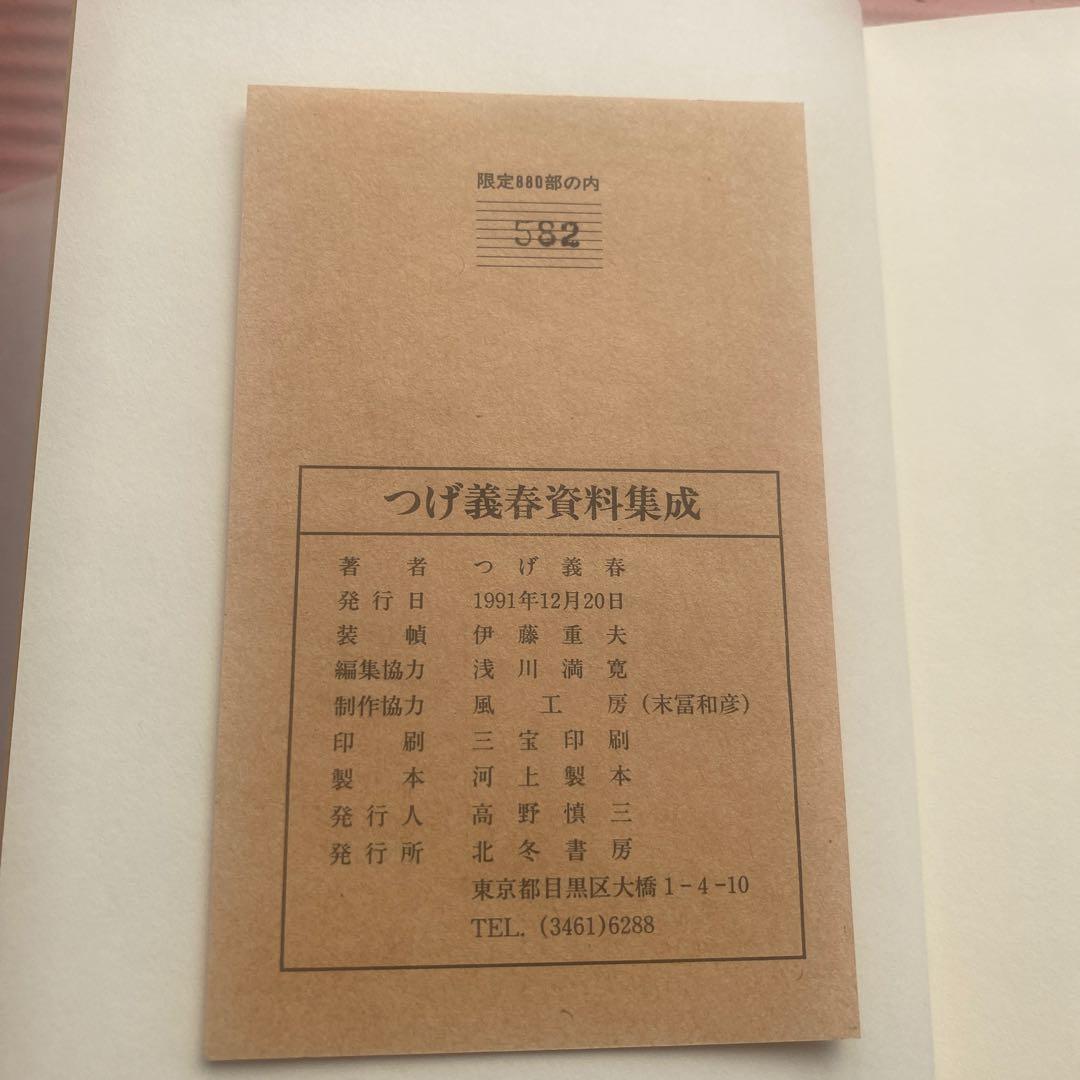 限定880部の内
582
つげ義春資料集成
著者 つげ義春
発行日 1991年12月20日
装幀 伊藤重夫
編集協力 浅川満寛
制作協力 風工房(末冨和彦)
印刷 三宝印刷
製本 河上製本
発行人 高野慎三
発行所 北冬書房
東京都目黒区大橋1-4-10
TEL. (3461)6288